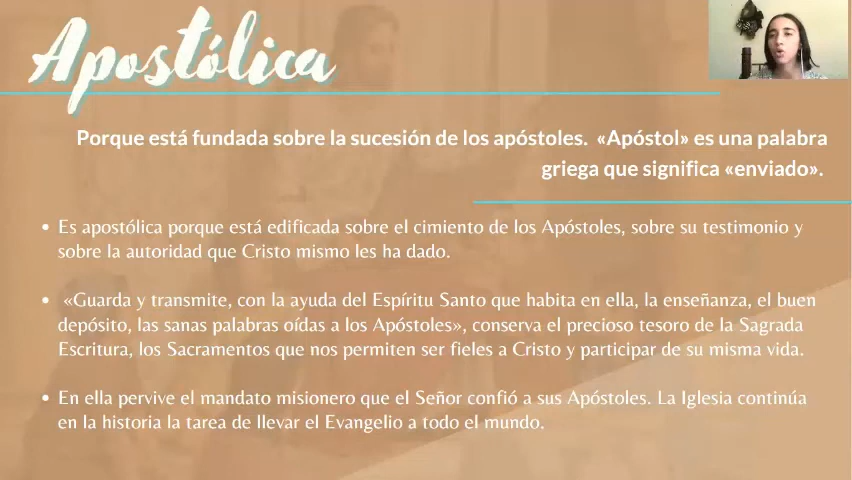 Apostólica
Porque está fundada sobre la sucesión de los apóstoles. «Apóstol» es una palabra
griega que significa «enviado».
• Es apostólica porque está edificada sobre el cimiento de los Apóstoles, sobre su testimonio y
sobre la autoridad que Cristo mismo les ha dado.
• «Guarda y transmite, con la ayuda del Espíritu Santo que habita en ella, la enseñanza, el buen
depósito, las sanas palabras oídas a los Apóstoles», conserva el precioso tesoro de la Sagrada
Escritura, los Sacramentos que nos permiten ser fieles a Cristo y participar de su misma vida.
• En ella pervive el mandato misionero que el Señor confió a sus Apóstoles. La Iglesia continúa
en la historia la tarea de llevar el Evangelio a todo el mundo.